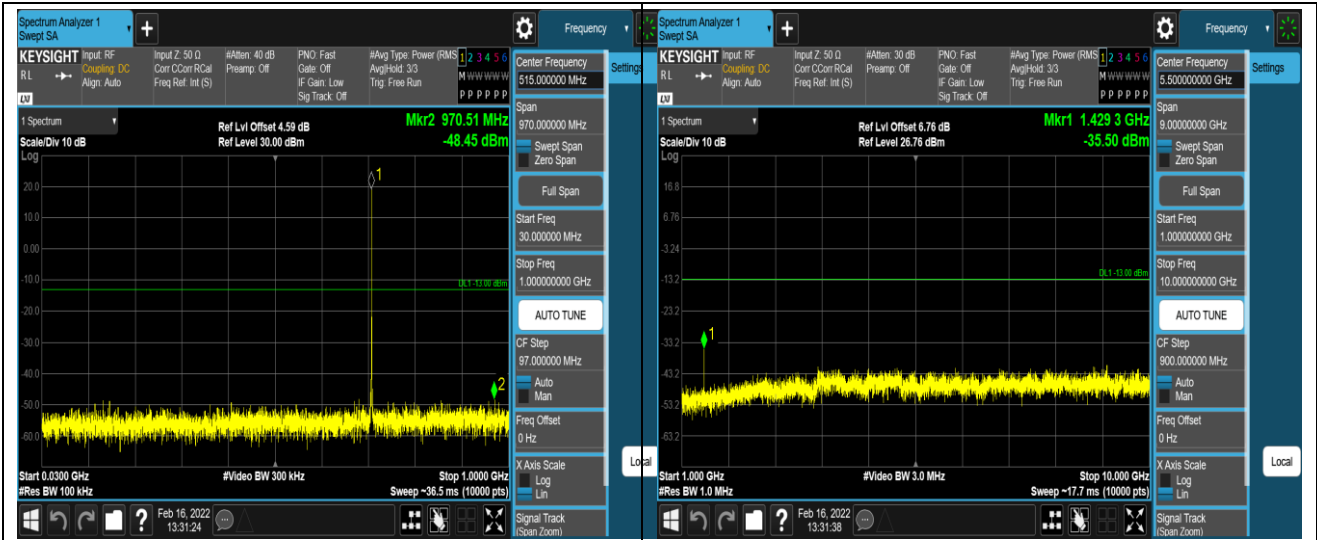 Spectrum Analyzer 1
Swept SA
+
Frequency
KEYSIGHT
RL
LXI
Input: RF
Coupling: DC
Align: Auto
Input Z: 50 Ω
Corr CCorr RCal
Freq Ref: Int (S)
#Atten: 40 dB
Preamp: Off
PNO: Fast
Gate: Off
IF Gain: Low
Sig Track: Off
#Avg Type: Power (RMS
Avg|Hold: 3/3
Trig: Free Run
1 2 3 4 5 6
M W W W W W
P P P P P P
Center Frequency
515.000000 MHz
Settings
1 Spectrum
Scale/Div 10 dB
Log
Ref Lvl Offset 4.59 dB
Ref Level 30.00 dBm
Mkr2 970.51 MHz
-48.45 dBm
20.0
10.0
0.00
-10.0
-20.0
-30.0
-40.0
-50.0
-60.0
1
DL1 -13.00 dBm
2
Span
970.000000 MHz
Swept Span
Zero Span
Full Span
Start Freq
30.000000 MHz
Stop Freq
1.000000000 GHz
AUTO TUNE
CF Step
97.000000 MHz
Auto
Man
Freq Offset
0 Hz
X Axis Scale
Log
Lin
Signal Track
(Span Zoom)
Local
Start 0.0300 GHz
#Res BW 100 kHz
#Video BW 300 kHz
Stop 1.0000 GHz
Sweep ~36.5 ms (10000 pts)
?
Feb 16, 2022
13:31:24
Spectrum Analyzer 1
Swept SA
+
Frequency
KEYSIGHT
RL
LXI
Input: RF
Coupling: DC
Align: Auto
Input Z: 50 Ω
Corr CCorr RCal
Freq Ref: Int (S)
#Atten: 30 dB
Preamp: Off
PNO: Fast
Gate: Off
IF Gain: Low
Sig Track: Off
#Avg Type: Power (RMS
Avg|Hold: 3/3
Trig: Free Run
1 2 3 4 5 6
M W W W W W
P P P P P P
Center Frequency
5.500000000 GHz
Settings
1 Spectrum
Scale/Div 10 dB
Log
Ref Lvl Offset 6.76 dB
Ref Level 26.76 dBm
Mkr1 1.429 3 GHz
-35.50 dBm
16.8
6.76
-3.24
-13.2
-23.2
-33.2
-43.2
-53.2
-63.2
DL1 -13.00 dBm
1
Span
9.00000000 GHz
Swept Span
Zero Span
Full Span
Start Freq
1.000000000 GHz
Stop Freq
10.000000000 GHz
AUTO TUNE
CF Step
900.000000 MHz
Auto
Man
Freq Offset
0 Hz
X Axis Scale
Log
Lin
Signal Track
(Span Zoom)
Local
Start 1.000 GHz
#Res BW 1.0 MHz
#Video BW 3.0 MHz
Stop 10.000 GHz
Sweep ~17.7 ms (10000 pts)
?
Feb 16, 2022
13:31:38